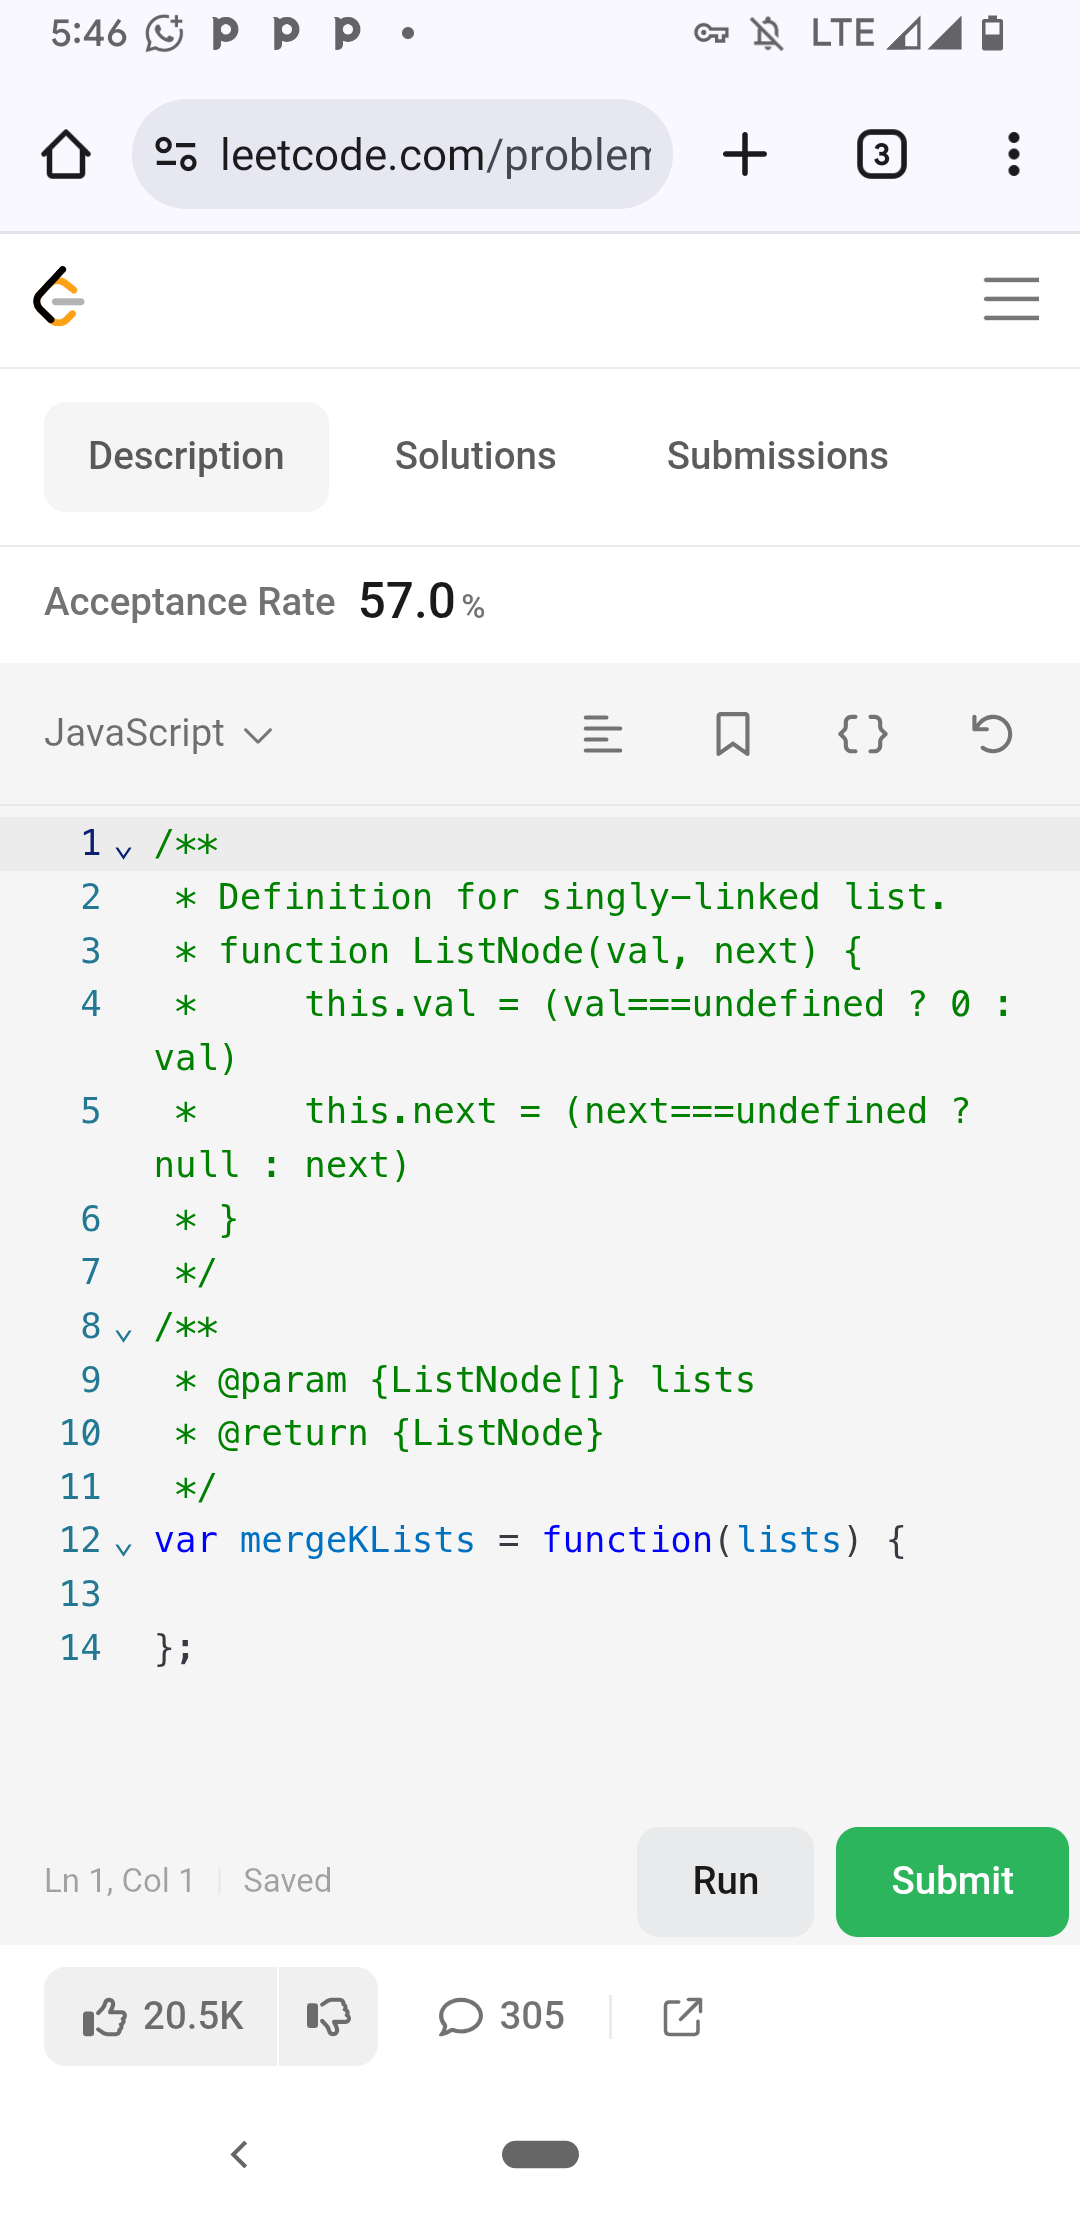 5:46 LTE
leetcode.com/problem
3
Description Solutions Submissions
Acceptance Rate 57.0 %
JavaScript
1 /**
2  * Definition for singly-linked list.
3  * function ListNode(val, next) {
4  *     this.val = (val===undefined ? 0 :
val)
5  *     this.next = (next===undefined ?
null : next)
6  * }
7  */
8 /**
9  * @param {ListNode[]} lists
10  * @return {ListNode}
11  */
12 var mergeKLists = function(lists) {
13
14 };
Ln 1, Col 1 Saved Run Submit
20.5K 305